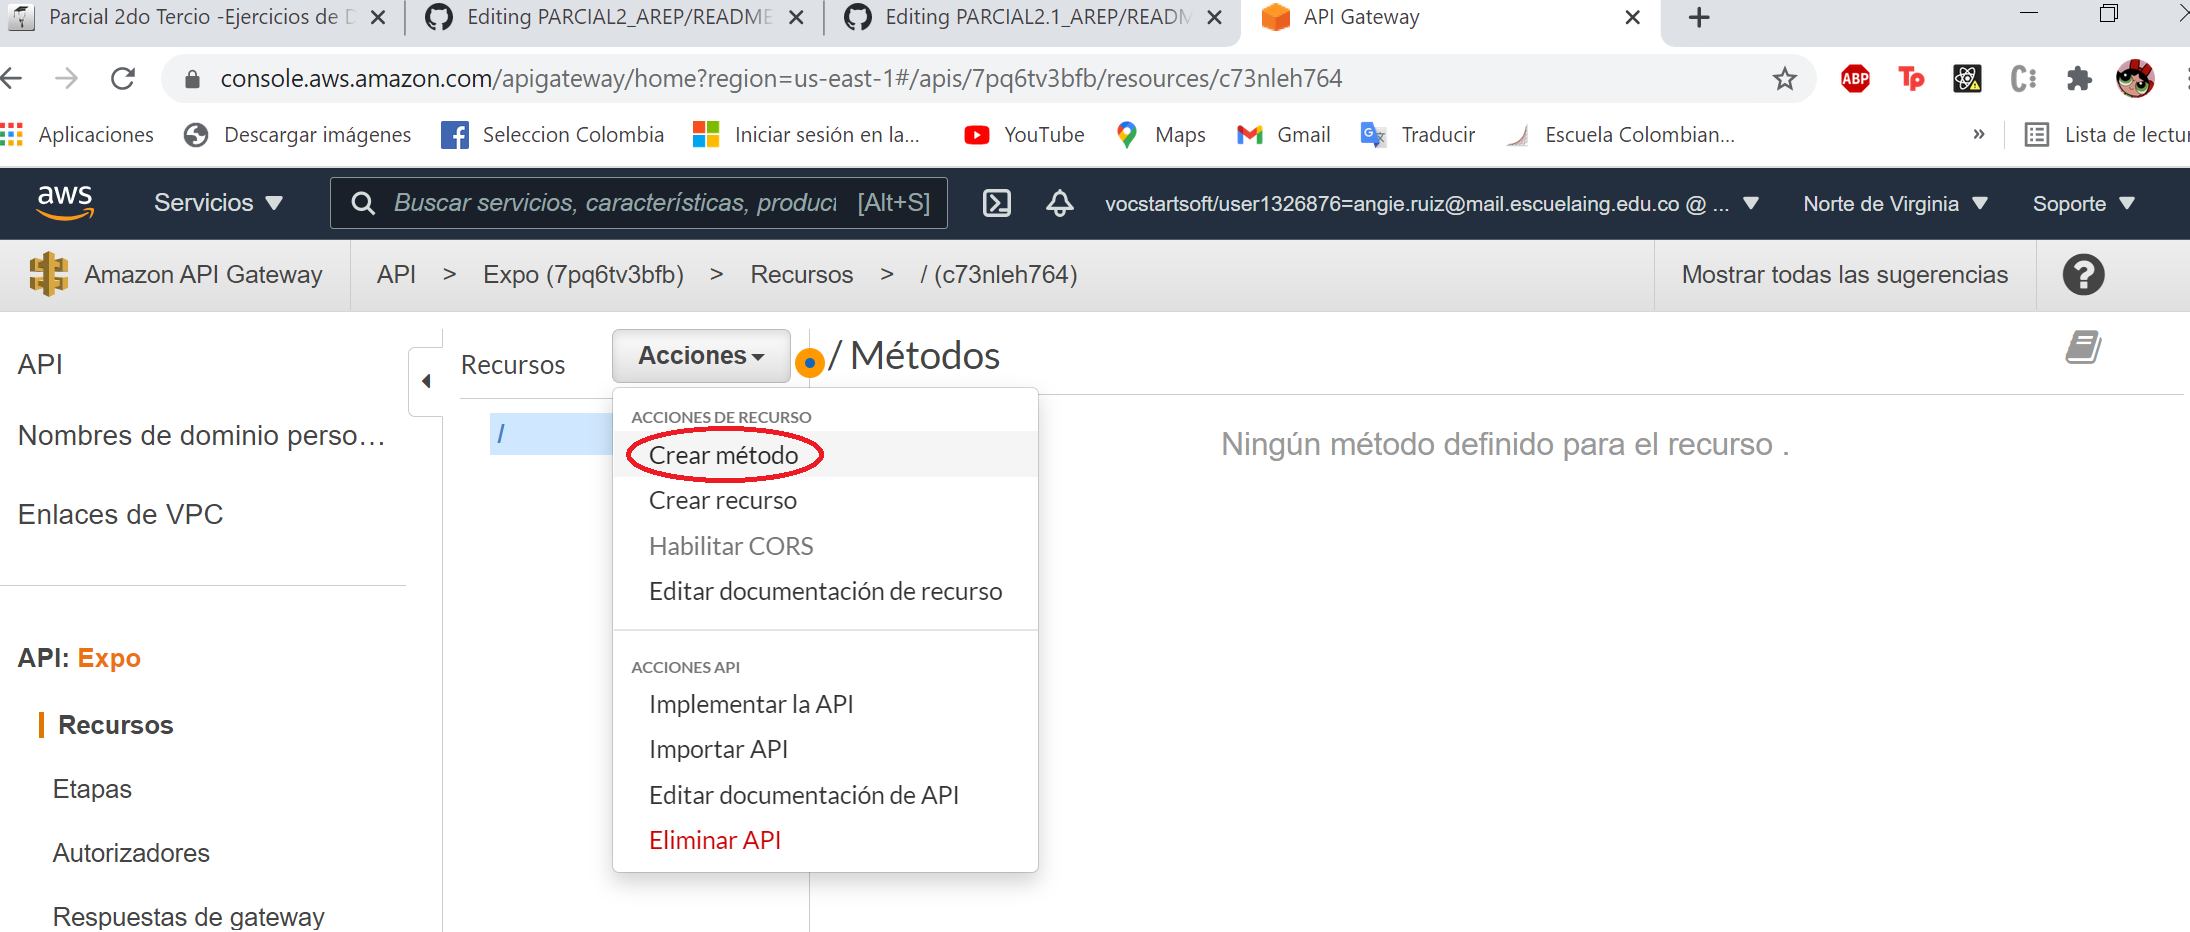 Parcial 2do Tercio -Ejercicios de D
Editing PARCIAL2_AREP/README
Editing PARCIAL2.1_AREP/READM
API Gateway
console.aws.amazon.com/apigateway/home?region=us-east-1#/apis/7pq6tv3bfb/resources/c73nleh764
ABP
Tp
Aplicaciones
Descargar imágenes
Seleccion Colombia
Iniciar sesión en la...
YouTube
Maps
Gmail
Traducir
Escuela Colombian...
»
Lista de lectur
aws
Servicios
Buscar servicios, características, product [Alt+S]
vocstartsoft/user1326876=angie.ruiz@mail.escuelaing.edu.co @ ...
Norte de Virginia
Soporte
Amazon API Gateway
API > Expo (7pq6tv3bfb) > Recursos > / (c73nleh764)
Mostrar todas las sugerencias
?
API
Nombres de dominio perso...
Enlaces de VPC
API: Expo
Recursos
Etapas
Autorizadores
Respuestas de gateway
Recursos
Acciones
/
ACCIONES DE RECURSO
Crear método
Crear recurso
Habilitar CORS
Editar documentación de recurso
ACCIONES API
Implementar la API
Importar API
Editar documentación de API
Eliminar API
/ Métodos
Ningún método definido para el recurso .